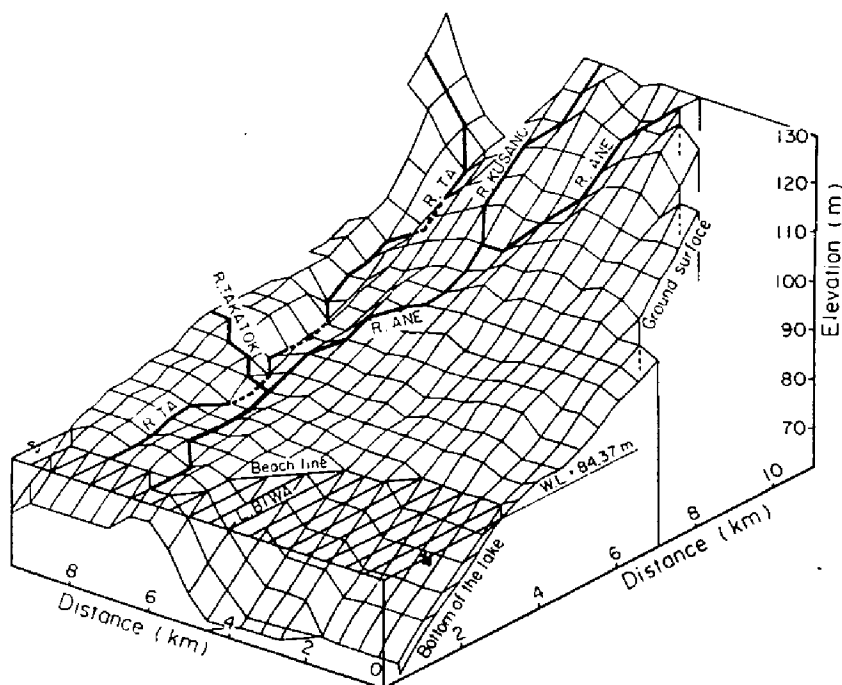 130
120
110
100
90
80
70
Elevation (m)
R. TA
R. KUSANO
R. ANE
Ground surface
R. TAKATOKI
R. ANE
R. TA
Beach line
L. BIWA
W.L. = 84.37 m
Bottom of the lake
8
6
4
2
0
Distance (km)
2
4
6
8
10
Distance (km)